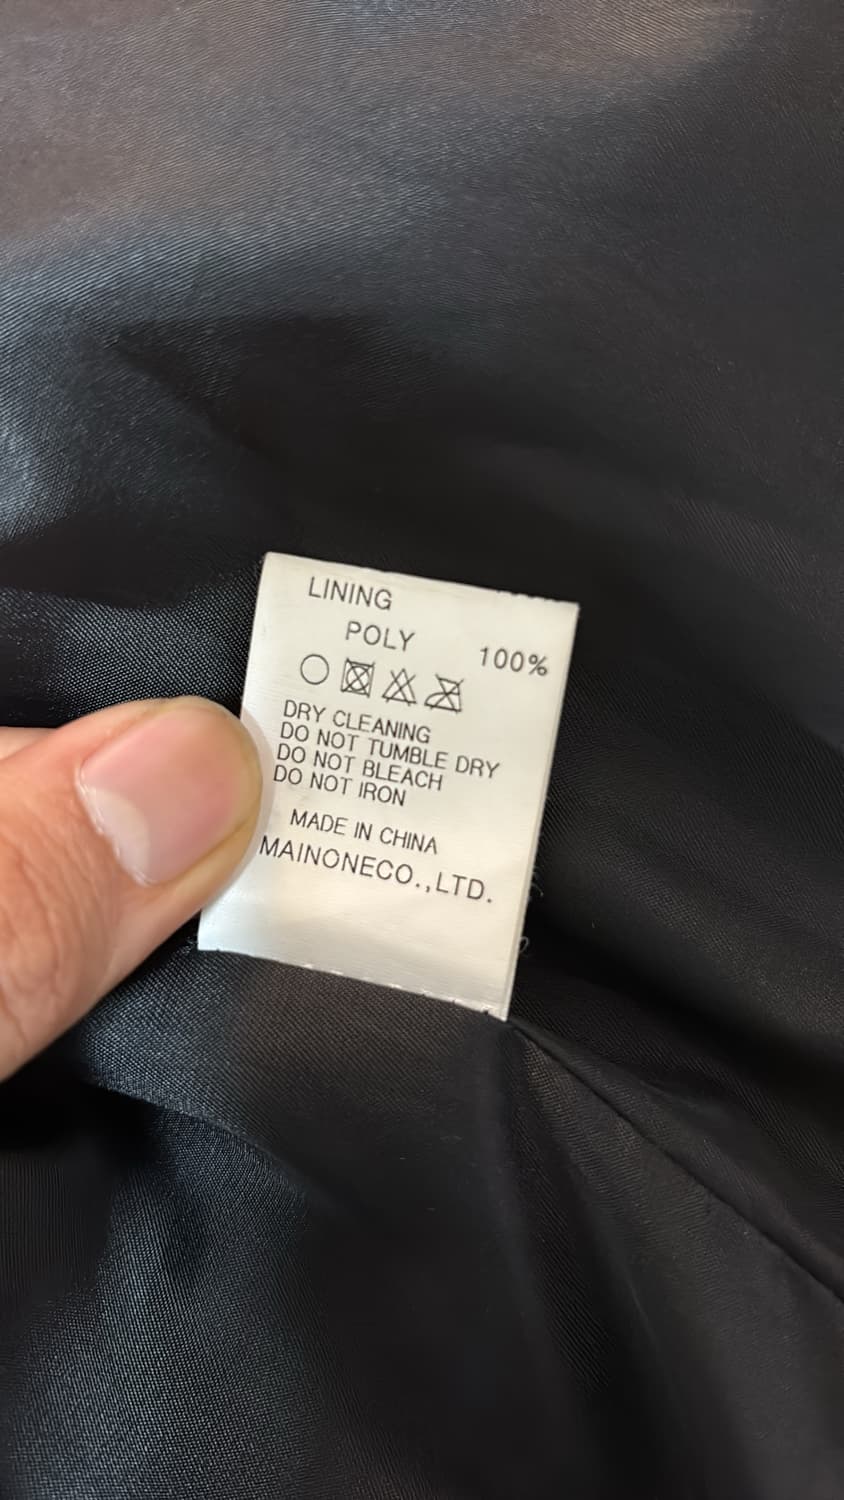 LINING
POLY 100%
DRY CLEANING
DO NOT TUMBLE DRY
DO NOT BLEACH
DO NOT IRON
MADE IN CHINA
MAINONECO.,LTD.